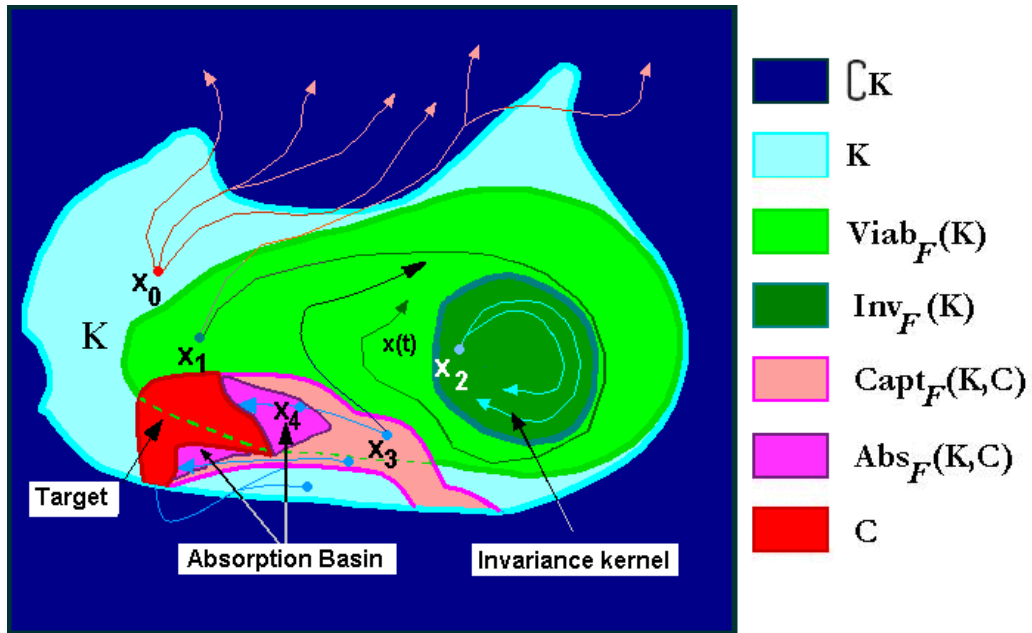 x0
K
x1
x(t)
x2
x4
x3
Target
Absorption Basin
Invariance kernel
∁K
K
ViabF(K)
InvF(K)
CaptF(K,C)
AbsF(K,C)
C